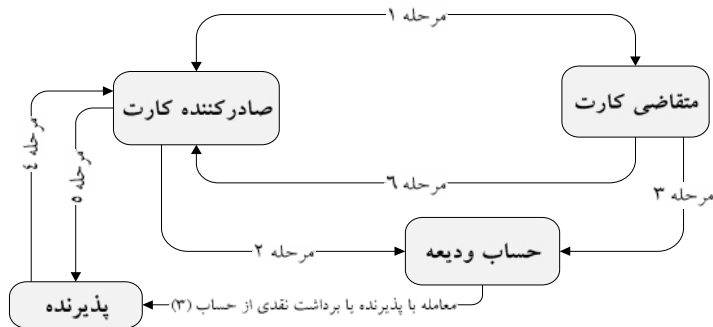 مرحله ۱
متقاضی کارت
صادرکننده کارت
مرحله ۴
مرحله ۵
مرحله ۶
مرحله ۳
حساب ودیعه
مرحله ۲
معامله با پذیرنده یا برداشت نقدی از حساب (۳)
پذیرنده